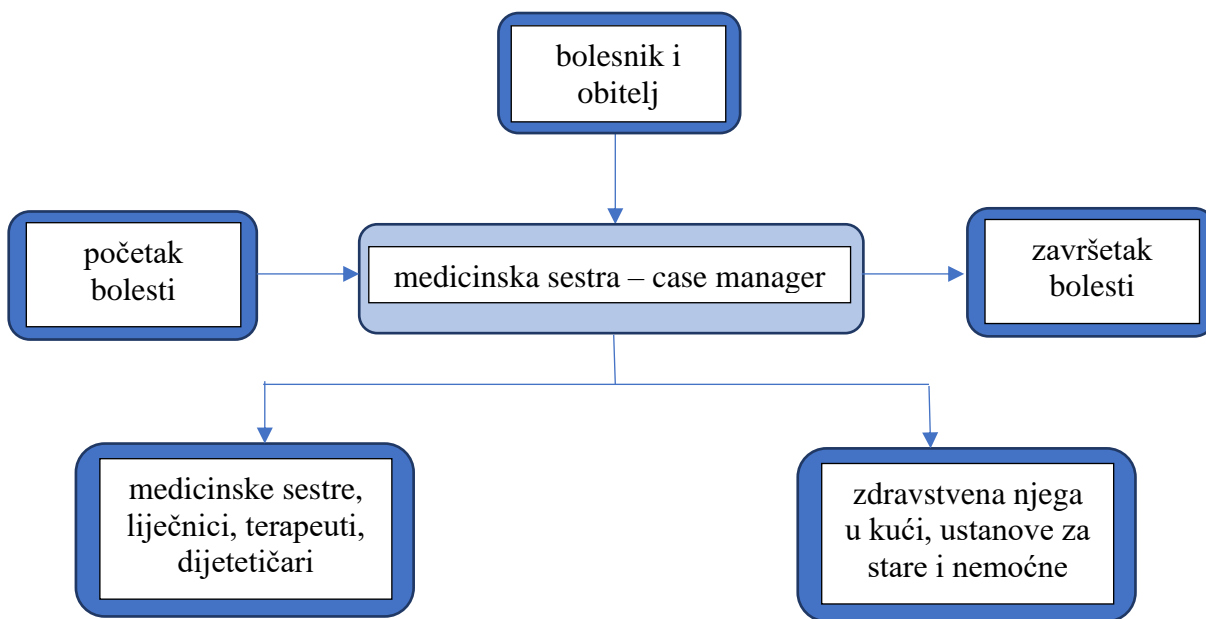 bolesnik i
obitelj
početak
bolesti
medicinska sestra – case manager
završetak
bolesti
medicinske sestre,
liječnici, terapeuti,
dijetetičari
zdravstvena njega
u kući, ustanove za
stare i nemoćne